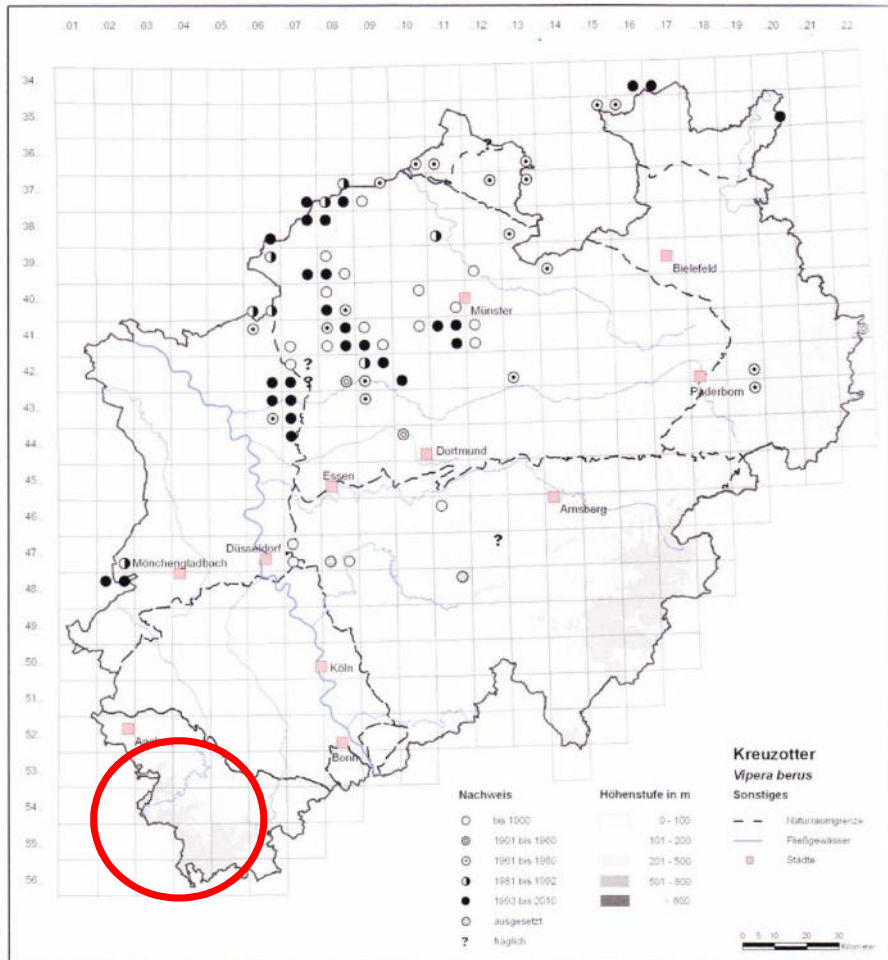 ..01 ..02 ..03 ..04 ..05 ..06 ..07 ..08 ..09 ..10 ..11 ..12 ..13 ..14 ..15 ..16 ..17 ..18 ..19 ..20 ..21 ..22
34..
35..
36..
37..
38..
39..
40..
41..
42..
43..
44..
45..
46..
47..
48..
49..
50..
51..
52..
53..
54..
55..
56..
?
Bielefeld
Münster
?
?
Paderborn
Dortmund
Essen
Arnsberg
?
Düsseldorf
Mönchengladbach
Köln
Bonn
Kreuzotter
Vipera berus
Nachweis
bis 1900
1901 bis 1960
1961 bis 1980
1981 bis 1992
1993 bis 2010
ausgesetzt
? fraglich
Höhenstufe in m
0 - 100
101 - 200
201 - 500
501 - 800
Sonstiges
Naturraumgrenze
Fließgewässer
Städte
0 5 10 20 30
Kilometer